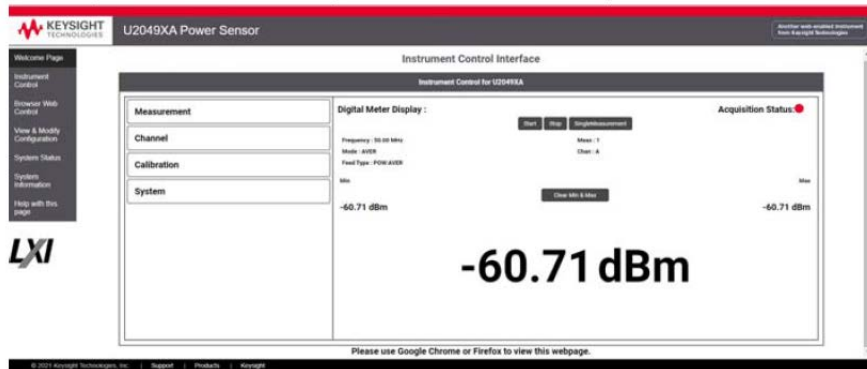 KEYSIGHT
TECHNOLOGIES
U2049XA Power Sensor
Another web-enabled instrument
from Keysight Technologies
Welcome Page
Instrument
Control
Browser Web
Control
View & Modify
Configuration
System Status
System
Information
Help with this
page
LXI
Instrument Control Interface
Instrument Control for U2049XA
Measurement
Channel
Calibration
System
Digital Meter Display :
Acquisition Status:
Start Stop SingleMeasurement
Frequency : 50.00 MHz
Meas : 1
Mode : AVER
Chan : A
Feed Type : POW:AVER
Min
Max
Clear Min & Max
-60.71 dBm
-60.71 dBm
-60.71 dBm
Please use Google Chrome or Firefox to view this webpage.
© 2021 Keysight Technologies, Inc. | Support | Products | Keysight